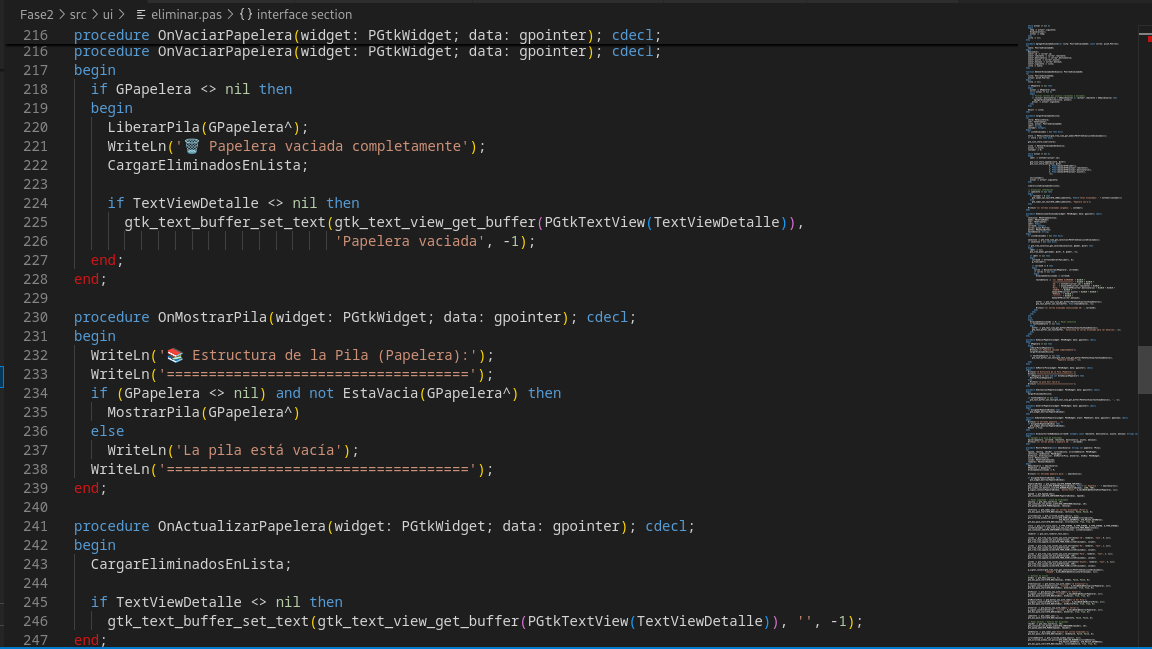 Fase2 > src > ui > eliminar.pas > {} interface section
216 procedure OnVaciarPapelera(widget: PGtkWidget; data: gpointer); cdecl;
216 procedure OnVaciarPapelera(widget: PGtkWidget; data: gpointer); cdecl;
217 begin
218   if GPapelera <> nil then
219   begin
220     LiberarPila(GPapelera^);
221     WriteLn('🗑️ Papelera vaciada completamente');
222     CargarEliminadosEnLista;
223
224     if TextViewDetalle <> nil then
225       gtk_text_buffer_set_text(gtk_text_view_get_buffer(PGtkTextView(TextViewDetalle)),
226                                'Papelera vaciada', -1);
227   end;
228 end;
229
230 procedure OnMostrarPila(widget: PGtkWidget; data: gpointer); cdecl;
231 begin
232   WriteLn('📚 Estructura de la Pila (Papelera):');
233   WriteLn('====================================');
234   if (GPapelera <> nil) and not EstaVacia(GPapelera^) then
235     MostrarPila(GPapelera^)
236   else
237     WriteLn('La pila está vacía');
238   WriteLn('====================================');
239 end;
240
241 procedure OnActualizarPapelera(widget: PGtkWidget; data: gpointer); cdecl;
242 begin
243   CargarEliminadosEnLista;
244
245   if TextViewDetalle <> nil then
246     gtk_text_buffer_set_text(gtk_text_view_get_buffer(PGtkTextView(TextViewDetalle)), '', -1);
247 end;